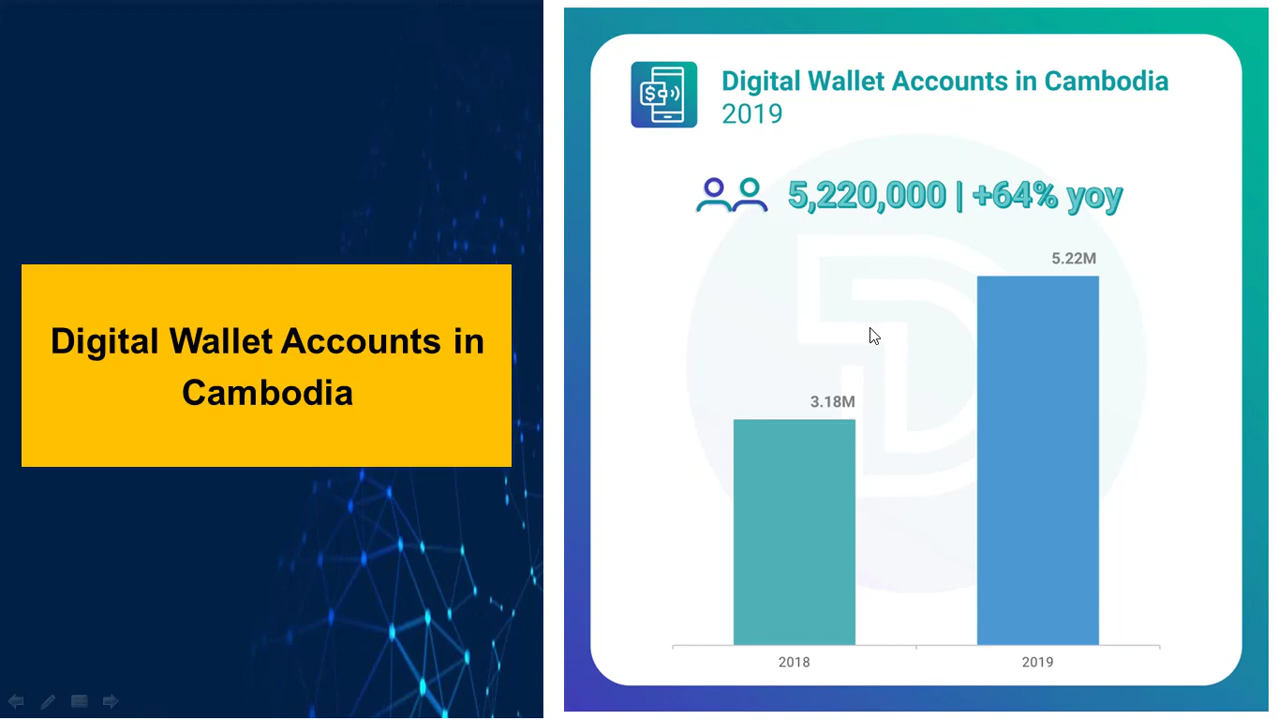 Digital Wallet Accounts in
Cambodia
Digital Wallet Accounts in Cambodia
2019
$
5,220,000 | +64% yoy
5.22M
3.18M
2018
2019